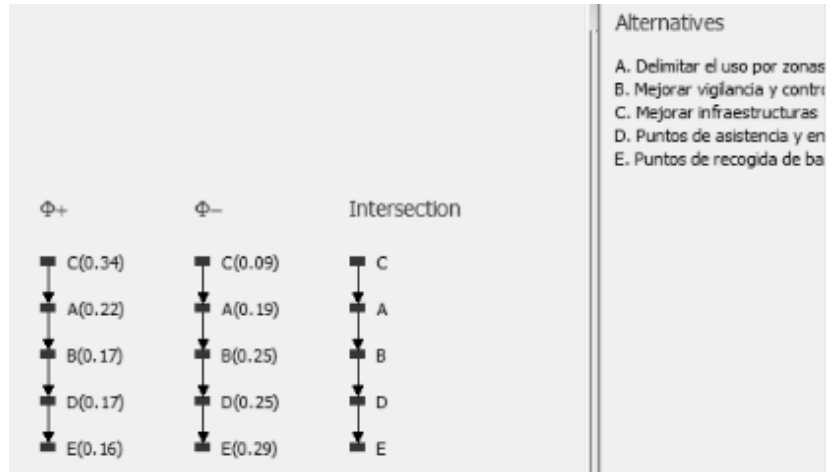 Alternatives
A. Delimitar el uso por zonas
B. Mejorar vigilancia y contr
C. Mejorar infraestructuras
D. Puntos de asistencia y en
E. Puntos de recogida de ba
Φ+ Φ− Intersection
C(0.34) C(0.09) C
A(0.22) A(0.19) A
B(0.17) B(0.25) B
D(0.17) D(0.25) D
E(0.16) E(0.29) E